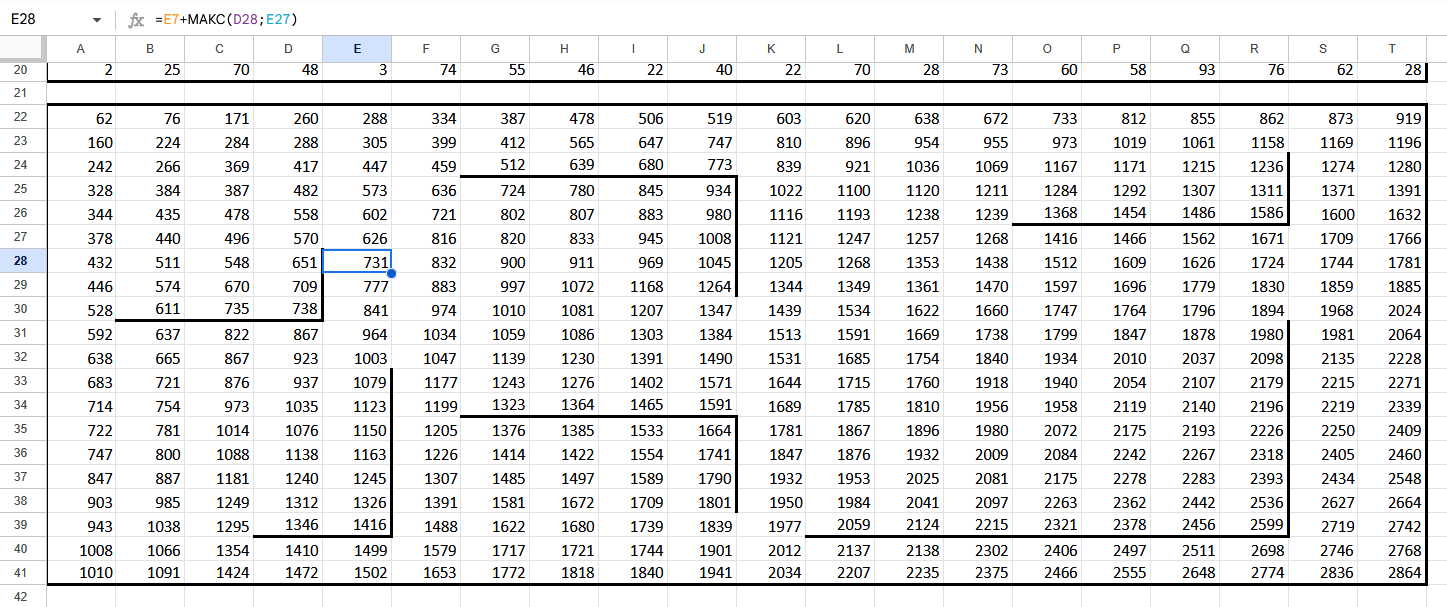 E28 fx =E7+МАКС(D28;E27)
A B C D E F G H I J K L M N O P Q R S T
20 2 25 70 48 3 74 55 46 22 40 22 70 28 73 60 58 93 76 62 28
21
22 62 76 171 260 288 334 387 478 506 519 603 620 638 672 733 812 855 862 873 919
23 160 224 284 288 305 399 412 565 647 747 810 896 954 955 973 1019 1061 1158 1169 1196
24 242 266 369 417 447 459 512 639 680 773 839 921 1036 1069 1167 1171 1215 1236 1274 1280
25 328 384 387 482 573 636 724 780 845 934 1022 1100 1120 1211 1284 1292 1307 1311 1371 1391
26 344 435 478 558 602 721 802 807 883 980 1116 1193 1238 1239 1368 1454 1486 1586 1600 1632
27 378 440 496 570 626 816 820 833 945 1008 1121 1247 1257 1268 1416 1466 1562 1671 1709 1766
28 432 511 548 651 731 832 900 911 969 1045 1205 1268 1353 1438 1512 1609 1626 1724 1744 1781
29 446 574 670 709 777 883 997 1072 1168 1264 1344 1349 1361 1470 1597 1696 1779 1830 1859 1885
30 528 611 735 738 841 974 1010 1081 1207 1347 1439 1534 1622 1660 1747 1764 1796 1894 1968 2024
31 592 637 822 867 964 1034 1059 1086 1303 1384 1513 1591 1669 1738 1799 1847 1878 1980 1981 2064
32 638 665 867 923 1003 1047 1139 1230 1391 1490 1531 1685 1754 1840 1934 2010 2037 2098 2135 2228
33 683 721 876 937 1079 1177 1243 1276 1402 1571 1644 1715 1760 1918 1940 2054 2107 2179 2215 2271
34 714 754 973 1035 1123 1199 1323 1364 1465 1591 1689 1785 1810 1956 1958 2119 2140 2196 2219 2339
35 722 781 1014 1076 1150 1205 1376 1385 1533 1664 1781 1867 1896 1980 2072 2175 2193 2226 2250 2409
36 747 800 1088 1138 1163 1226 1414 1422 1554 1741 1847 1876 1932 2009 2084 2242 2267 2318 2405 2460
37 847 887 1181 1240 1245 1307 1485 1497 1589 1790 1932 1953 2025 2081 2175 2278 2283 2393 2434 2548
38 903 985 1249 1312 1326 1391 1581 1672 1709 1801 1950 1984 2041 2097 2263 2362 2442 2536 2627 2664
39 943 1038 1295 1346 1416 1488 1622 1680 1739 1839 1977 2059 2124 2215 2321 2378 2456 2599 2719 2742
40 1008 1066 1354 1410 1499 1579 1717 1721 1744 1901 2012 2137 2138 2302 2406 2497 2511 2698 2746 2768
41 1010 1091 1424 1472 1502 1653 1772 1818 1840 1941 2034 2207 2235 2375 2466 2555 2648 2774 2836 2864
42